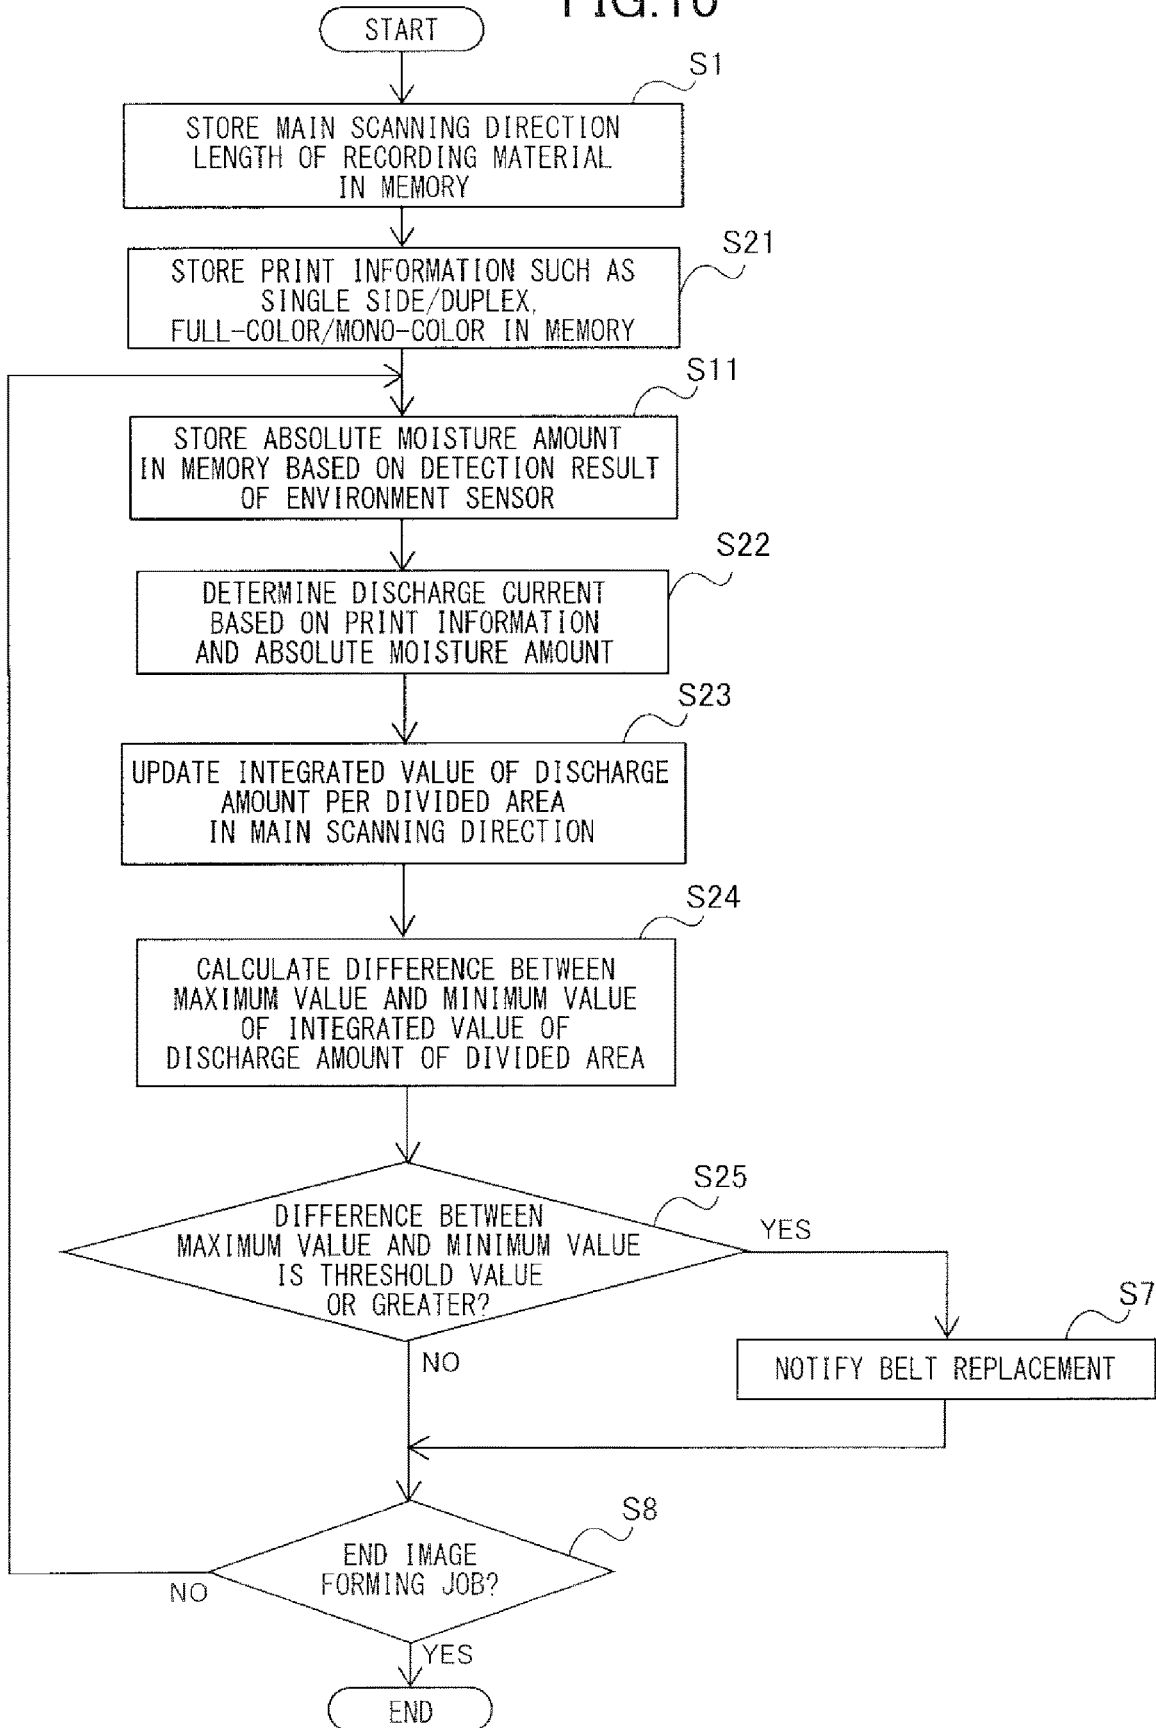 FIG.10
START
S1
STORE MAIN SCANNING DIRECTION
LENGTH OF RECORDING MATERIAL
IN MEMORY
S21
STORE PRINT INFORMATION SUCH AS
SINGLE SIDE/DUPLEX,
FULL-COLOR/MONO-COLOR IN MEMORY
S11
STORE ABSOLUTE MOISTURE AMOUNT
IN MEMORY BASED ON DETECTION RESULT
OF ENVIRONMENT SENSOR
S22
DETERMINE DISCHARGE CURRENT
BASED ON PRINT INFORMATION
AND ABSOLUTE MOISTURE AMOUNT
S23
UPDATE INTEGRATED VALUE OF DISCHARGE
AMOUNT PER DIVIDED AREA
IN MAIN SCANNING DIRECTION
S24
CALCULATE DIFFERENCE BETWEEN
MAXIMUM VALUE AND MINIMUM VALUE
OF INTEGRATED VALUE OF
DISCHARGE AMOUNT OF DIVIDED AREA
S25
DIFFERENCE BETWEEN
MAXIMUM VALUE AND MINIMUM VALUE
IS THRESHOLD VALUE
OR GREATER?
YES
S7
NOTIFY BELT REPLACEMENT
NO
S8
END IMAGE
FORMING JOB?
NO
YES
END